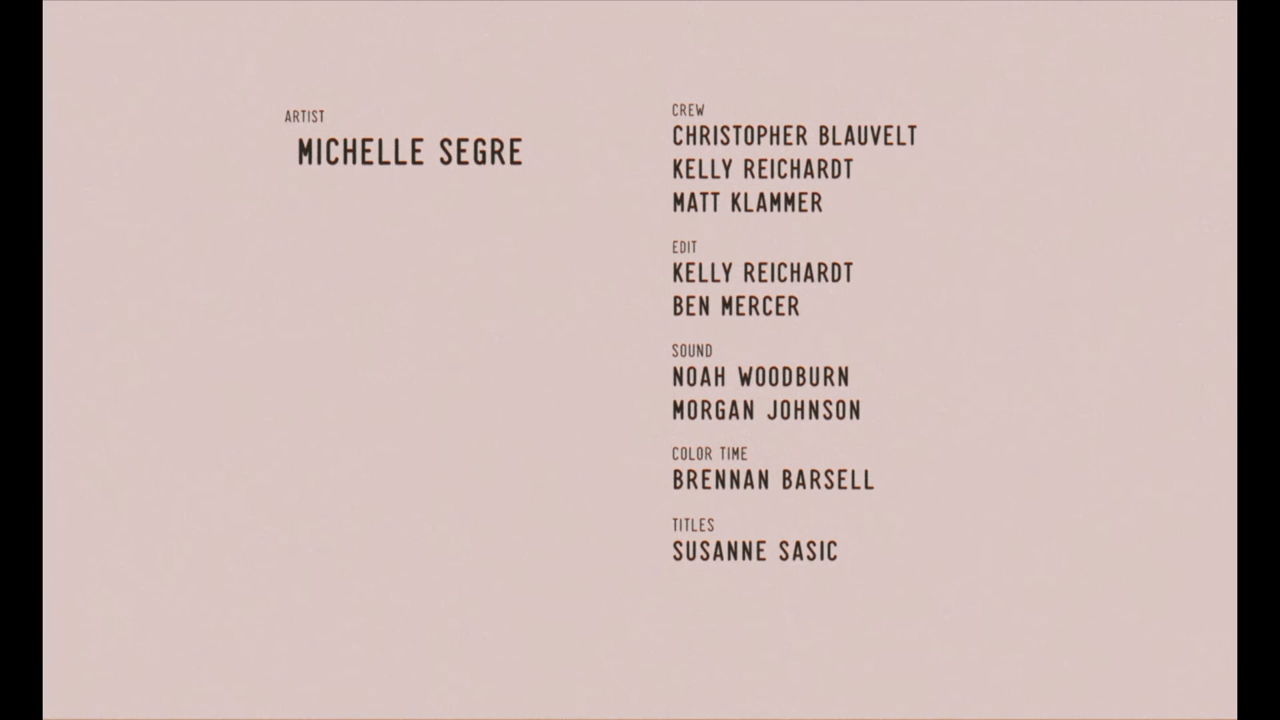 ARTIST
MICHELLE SEGRE
CREW
CHRISTOPHER BLAUVELT
KELLY REICHARDT
MATT KLAMMER
EDIT
KELLY REICHARDT
BEN MERCER
SOUND
NOAH WOODBURN
MORGAN JOHNSON
COLOR TIME
BRENNAN BARSELL
TITLES
SUSANNE SASIC